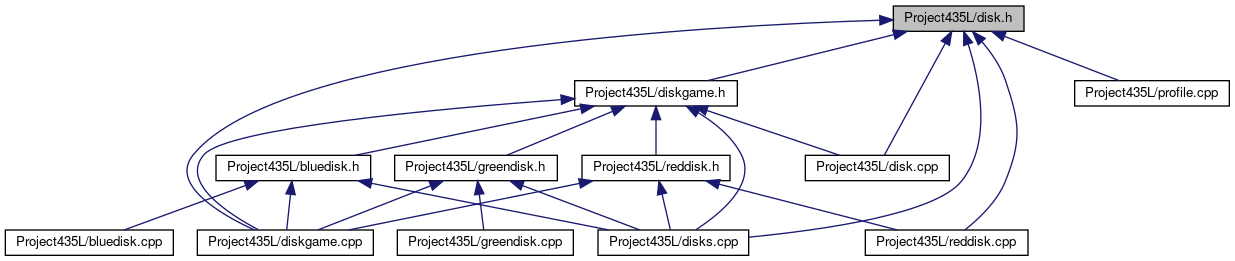 Project435L/disk.h
Project435L/diskgame.h
Project435L/profile.cpp
Project435L/bluedisk.h
Project435L/greendisk.h
Project435L/reddisk.h
Project435L/disk.cpp
Project435L/bluedisk.cpp
Project435L/diskgame.cpp
Project435L/greendisk.cpp
Project435L/disks.cpp
Project435L/reddisk.cpp